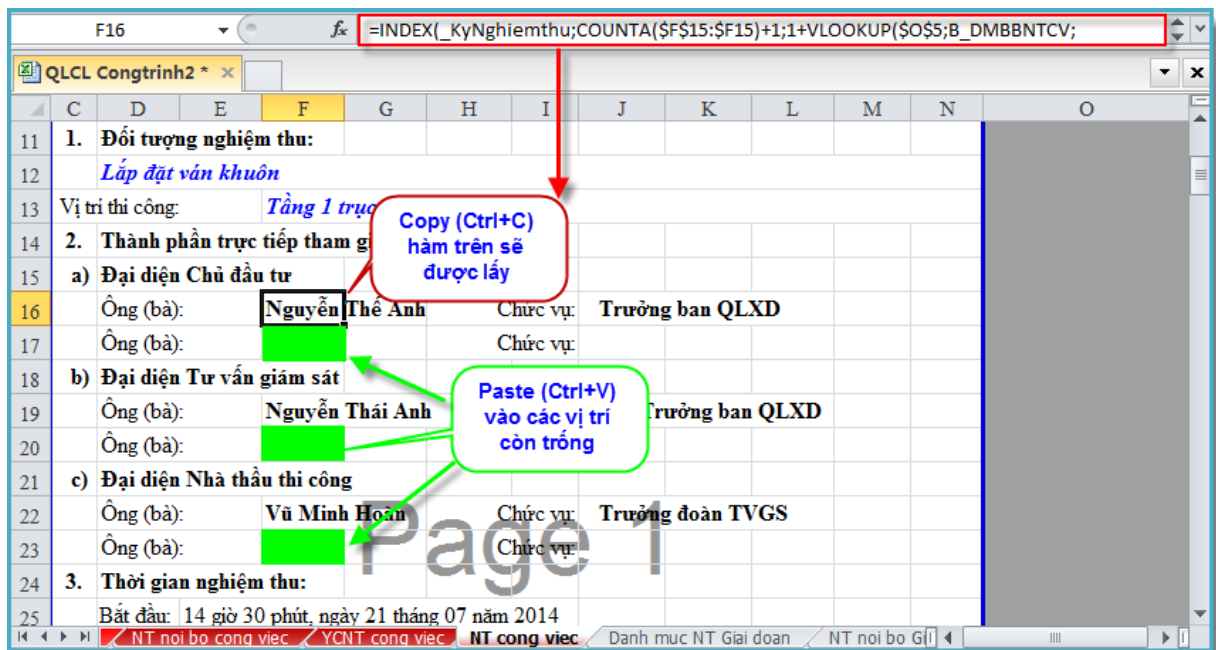 F16 fx =INDEX(_KyNghiemthu;COUNTA($F$15:$F15)+1;1+VLOOKUP($O$5;B_DMBBNTCV;
QLCL Congtrinh2 *
C D E F G H I J K L M N O
11 1. Đối tượng nghiệm thu:
12 Lắp đặt ván khuôn
13 Vị trí thi công: Tầng 1 trục
14 2. Thành phần trực tiếp tham
15 a) Đại diện Chủ đầu tư
16 Ông (bà): Nguyễn Thế Anh Chức vụ: Trưởng ban QLXD
17 Ông (bà): Chức vụ:
18 b) Đại diện Tư vấn giám sát
19 Ông (bà): Nguyễn Thái Anh Trưởng ban QLXD
20 Ông (bà):
21 c) Đại diện Nhà thầu thi công
22 Ông (bà): Vũ Minh Hoàn Chức vụ: Trưởng đoàn TVGS
23 Ông (bà): Chức vụ:
24 3. Thời gian nghiệm thu:
25 Bắt đầu: 14 giờ 30 phút, ngày 21 tháng 07 năm 2014
Copy (Ctrl+C)
hàm trên sẽ
được lấy
Paste (Ctrl+V)
vào các vị trí
còn trống
Page 1
NT noi bo cong viec YCNT cong viec NT cong viec Danh muc NT Giai doan NT noi bo